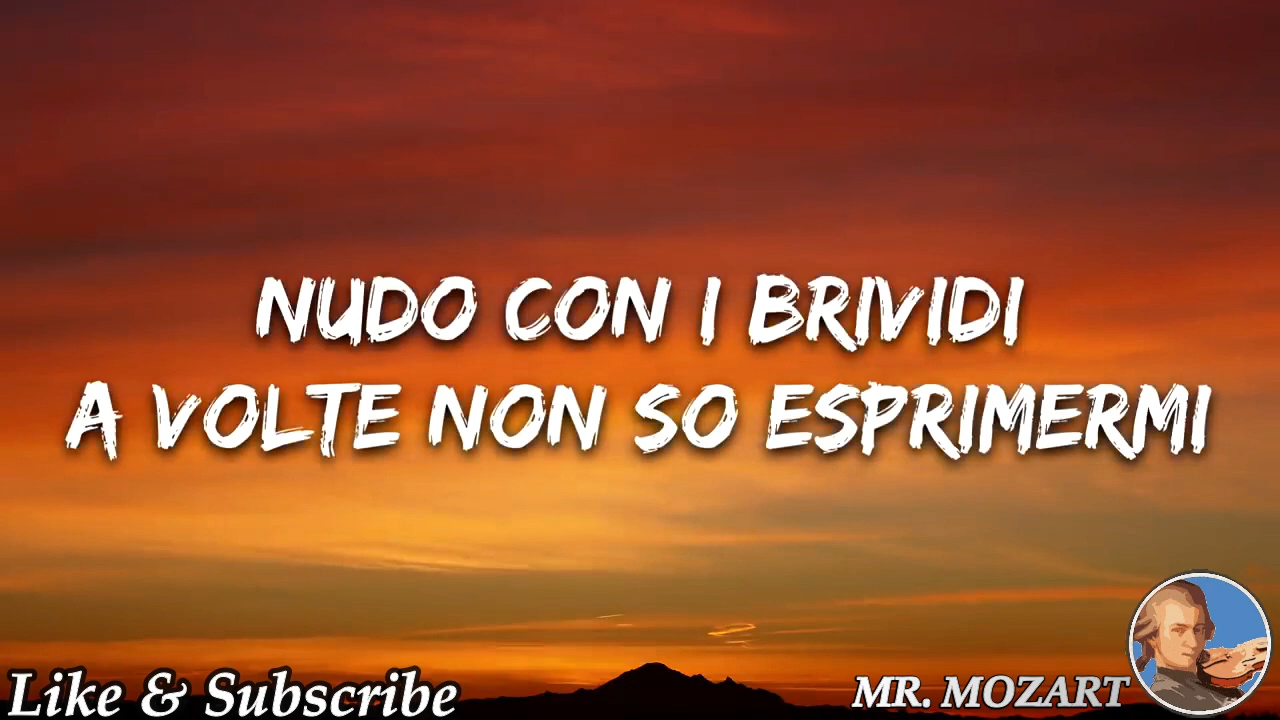 NUDO CON I BRIVIDI
A VOLTE NON SO ESPRIMERMI
Like & Subscribe
MR. MOZART